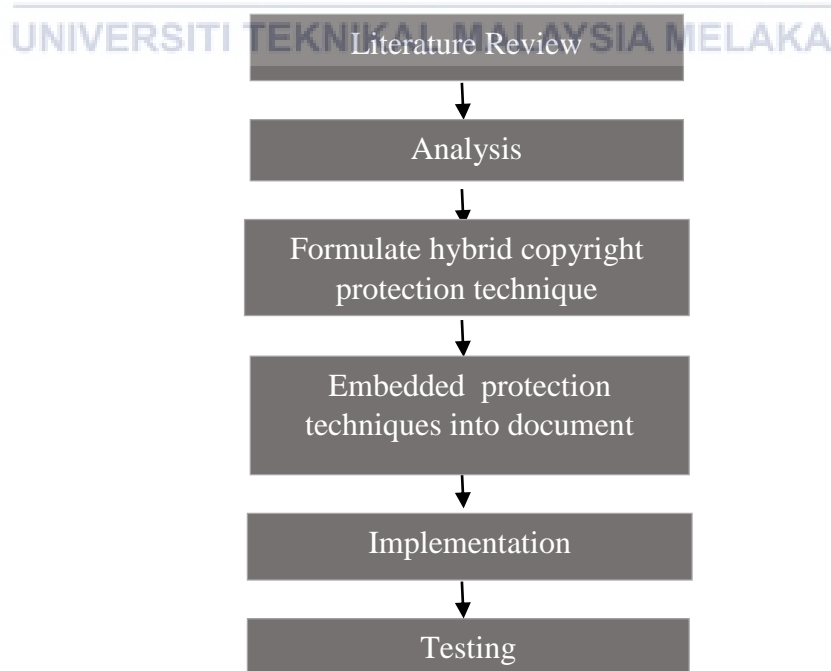 UNIVERSITI TEKNIKAL MALAYSIA MELAKA
Literature Review
Analysis
Formulate hybrid copyright
protection technique
Embedded protection
techniques into document
Implementation
Testing